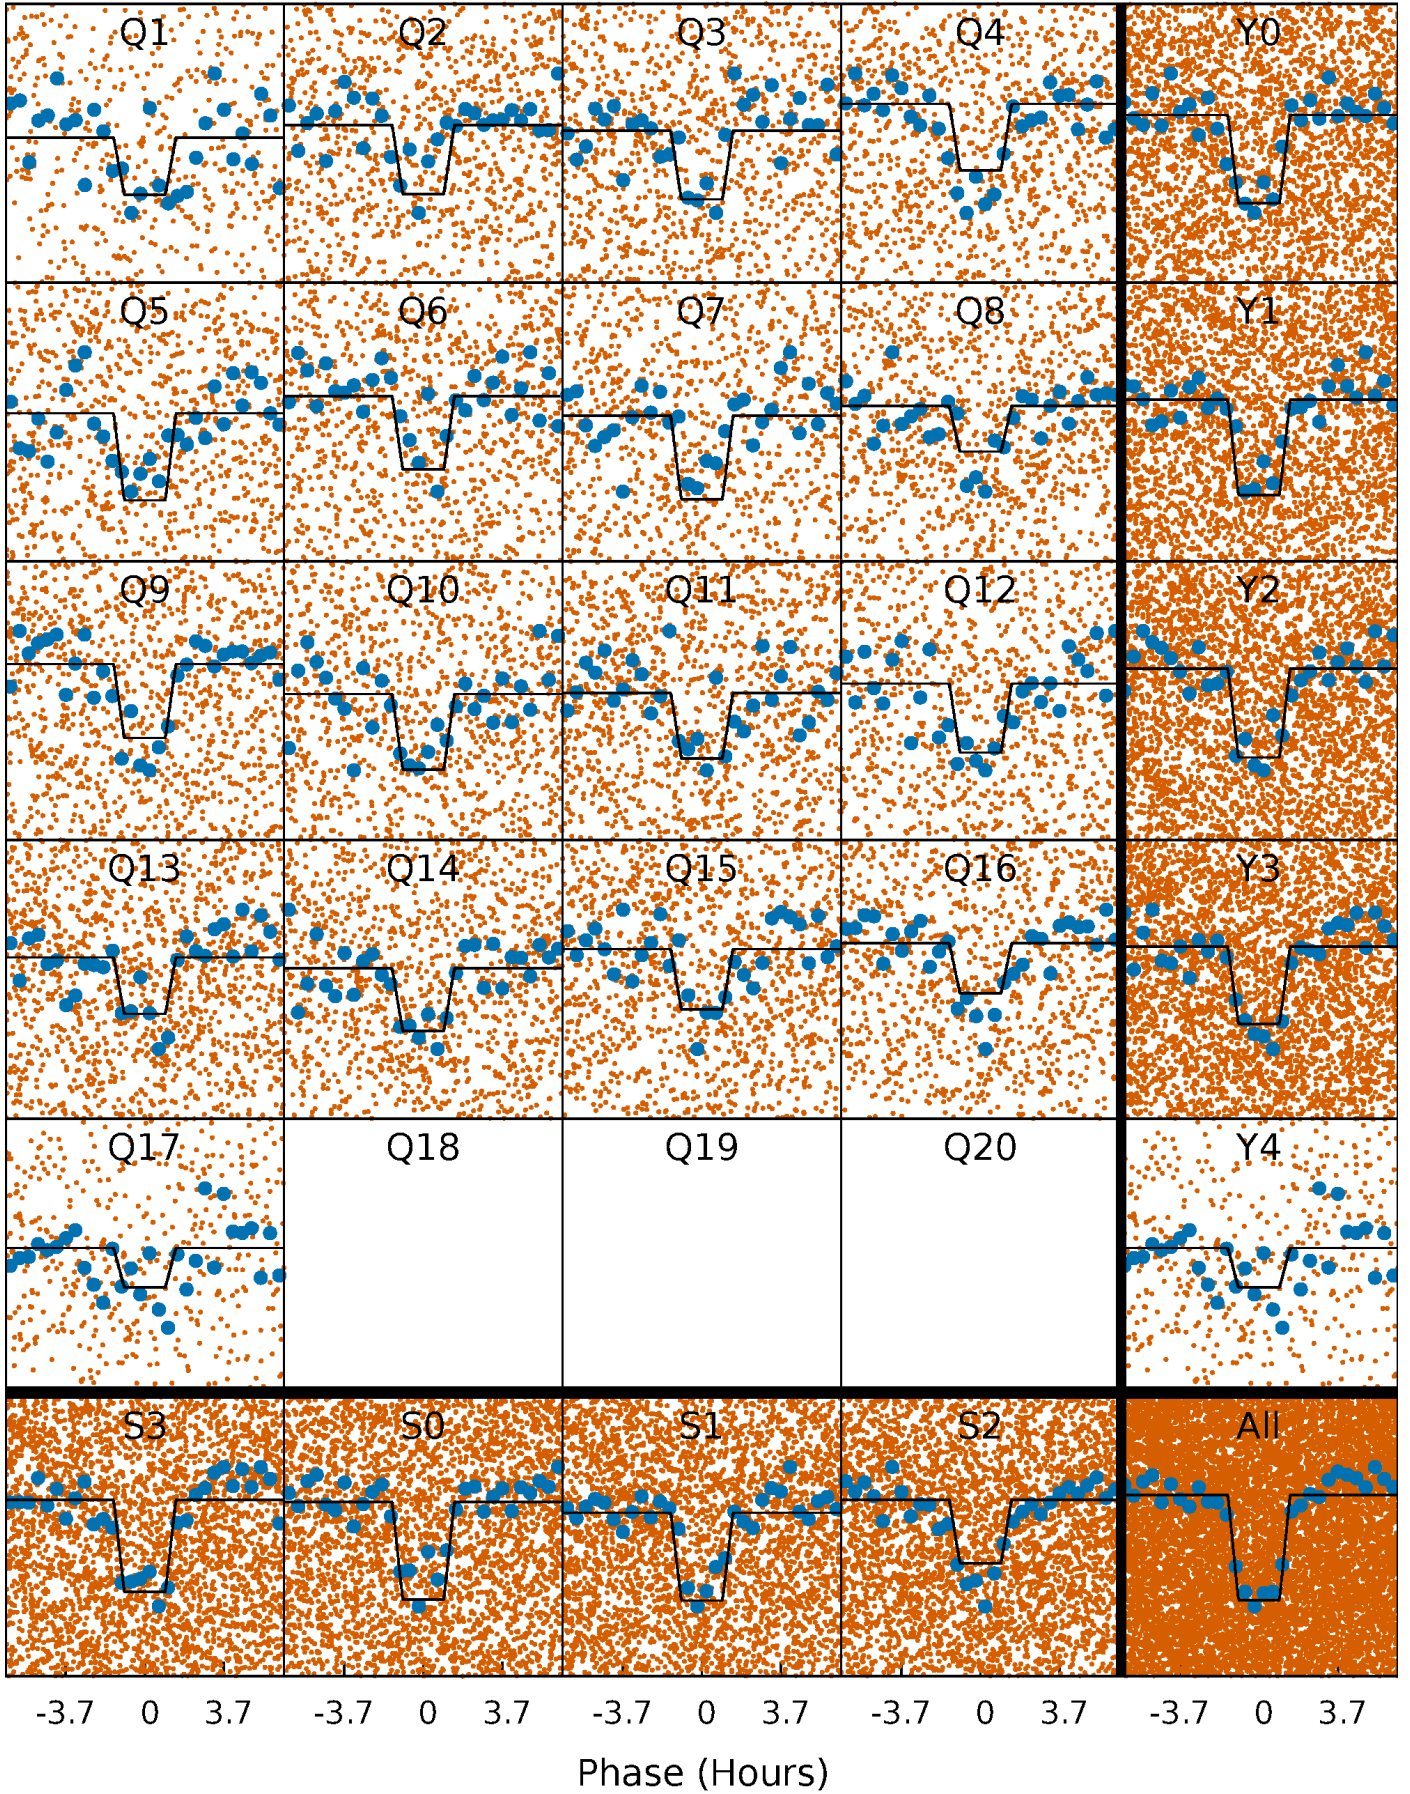 Q1 Q2 Q3 Q4 Y0
Q5 Q6 Q7 Q8 Y1
Q9 Q10 Q11 Q12 Y2
Q13 Q14 Q15 Q16 Y3
Q17 Q18 Q19 Q20 Y4
S3 S0 S1 S2 All
-3.7 0 3.7 -3.7 0 3.7 -3.7 0 3.7 -3.7 0 3.7 -3.7 0 3.7
Phase (Hours)